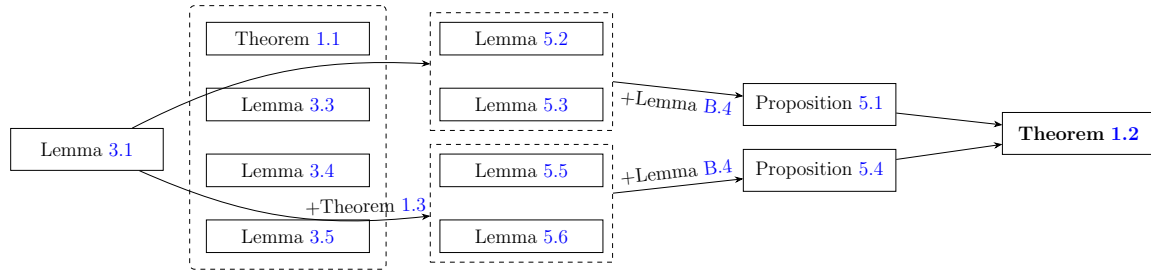 Lemma 3.1
Theorem 1.1
Lemma 3.3
Lemma 3.4
Lemma 3.5
+Theorem 1.3
Lemma 5.2
Lemma 5.3
Lemma 5.5
Lemma 5.6
+Lemma B.4
+Lemma B.4
Proposition 5.1
Proposition 5.4
Theorem 1.2